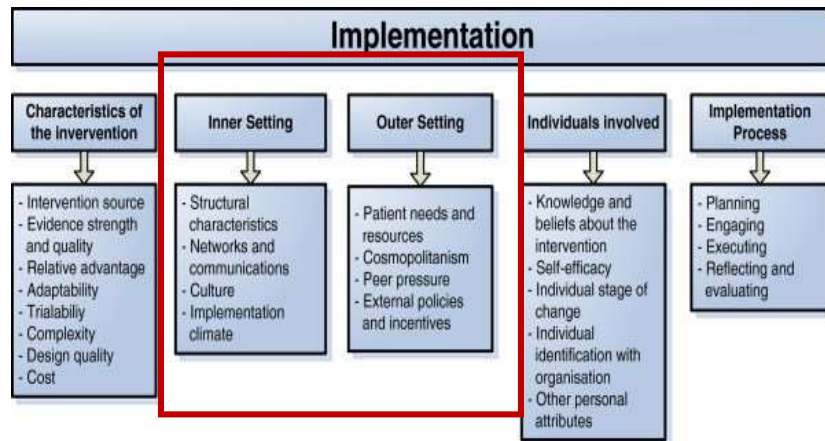 Implementation
Characteristics of
the invervention
- Intervention source
- Evidence strength
and quality
- Relative advantage
- Adaptability
- Trialabiliy
- Complexity
- Design quality
- Cost
Inner Setting
- Structural
characteristics
- Networks and
communications
- Culture
- Implementation
climate
Outer Setting
- Patient needs and
resources
- Cosmopolitanism
- Peer pressure
- External policies
and incentives
Individuals involved
- Knowledge and
beliefs about the
intervention
- Self-efficacy
- Individual stage of
change
- Individual
identification with
organisation
- Other personal
attributes
Implementation
Process
- Planning
- Engaging
- Executing
- Reflecting and
evaluating